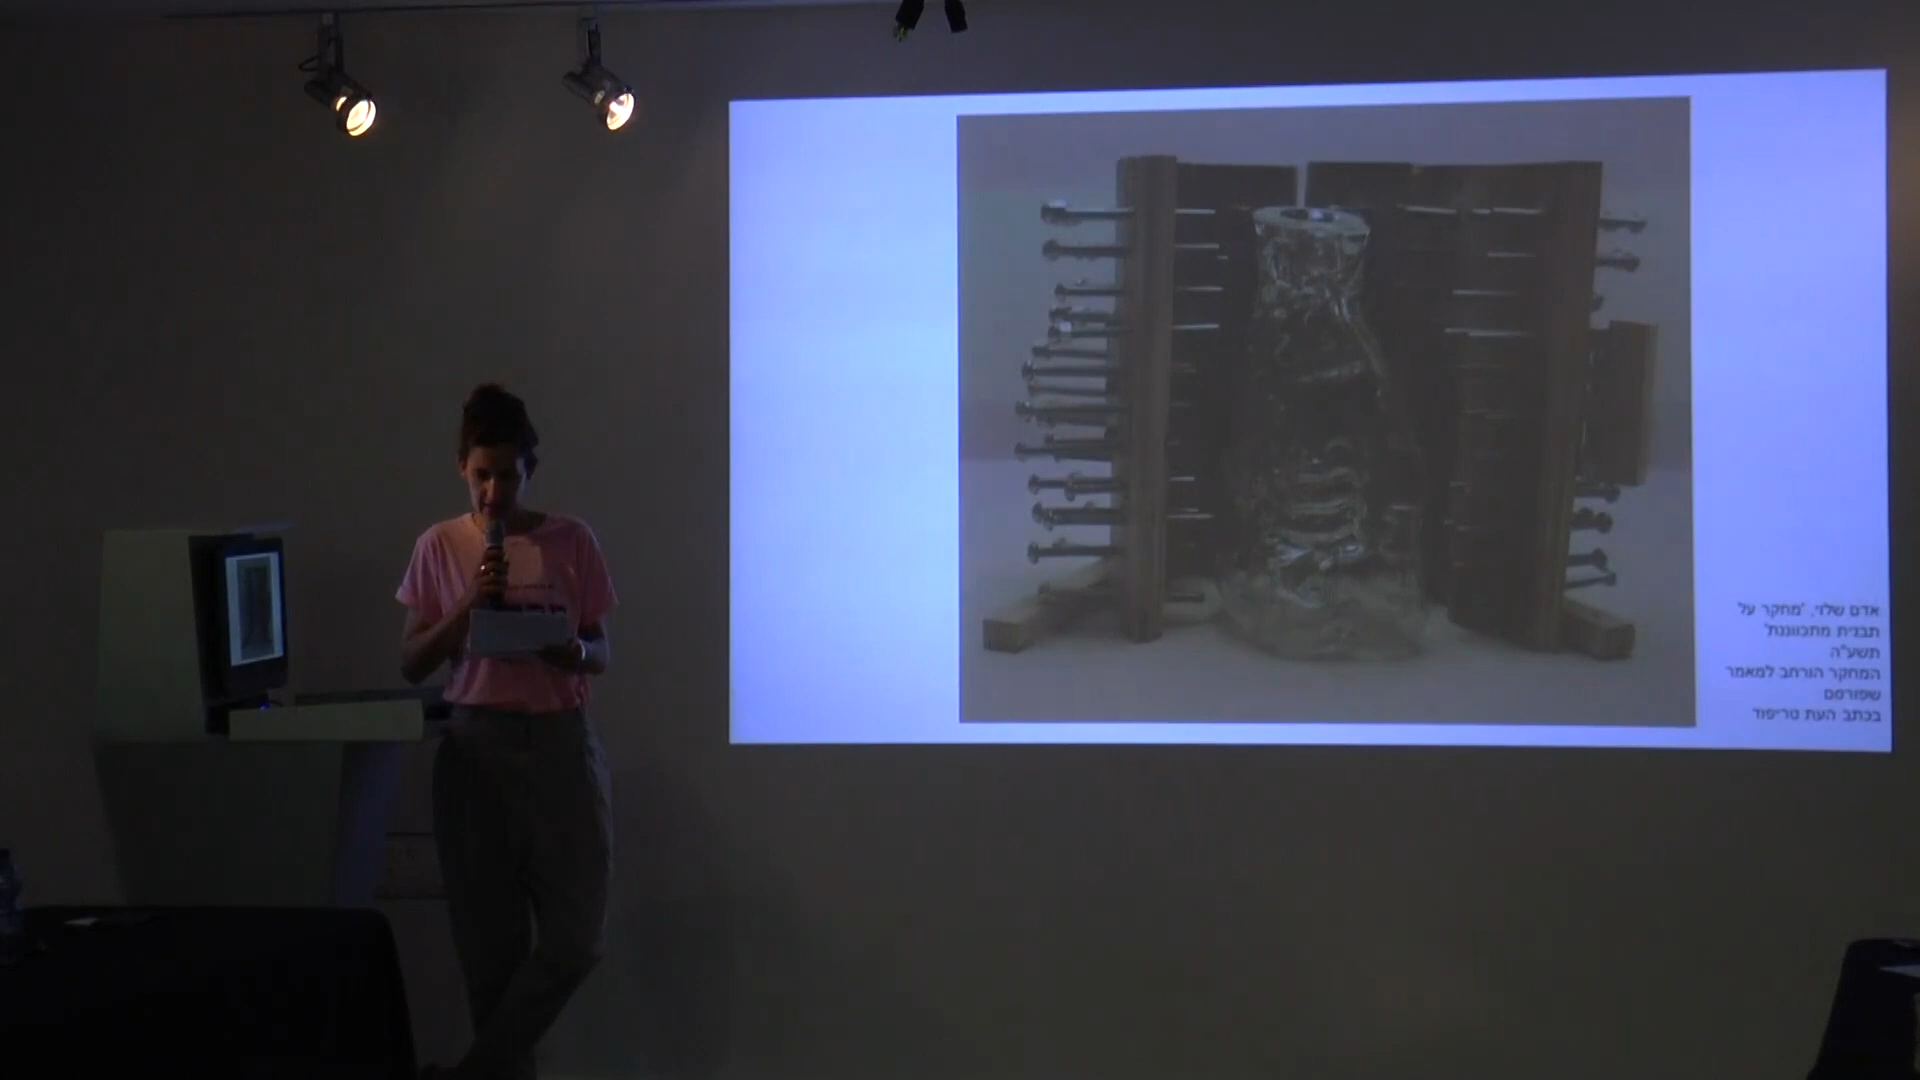 אדם שלוי, 'מחקר על
תבנית מתכווננת'
תשע"ה
המחקר הורחב למאמר
שפורסם
בכתב העת טריפוד